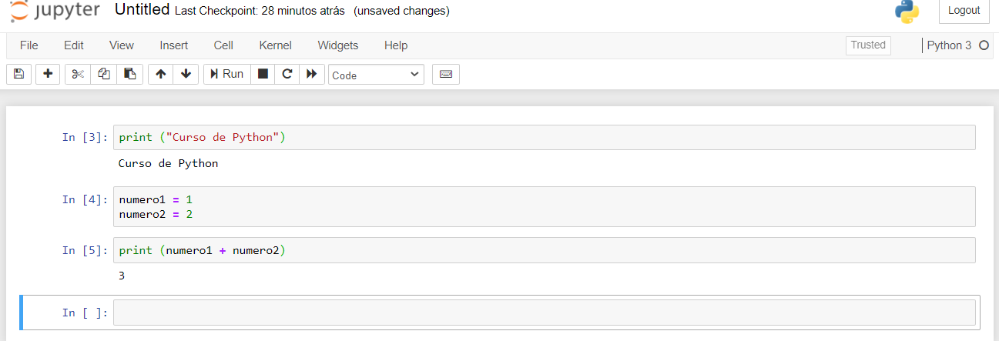 jupyter Untitled Last Checkpoint: 28 minutos atrás (unsaved changes) Logout
File Edit View Insert Cell Kernel Widgets Help Trusted Python 3
Run Code
In [3]: print ("Curso de Python")
Curso de Python
In [4]: numero1 = 1
numero2 = 2
In [5]: print (numero1 + numero2)
3
In [ ]: